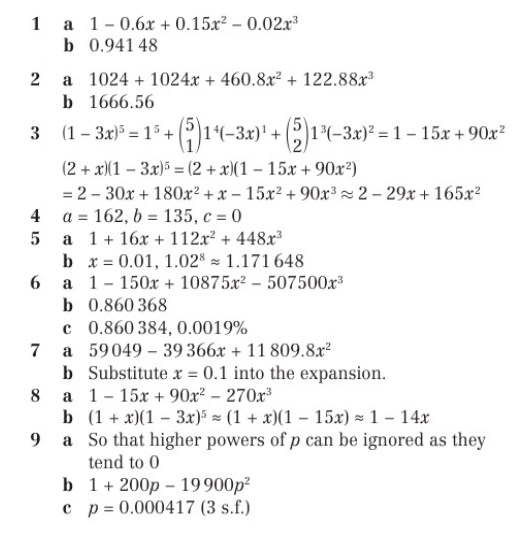 1 a 1 − 0.6x + 0.15x² − 0.02x³
b 0.941 48
2 a 1024 + 1024x + 460.8x² + 122.88x³
b 1666.56
3 (1 − 3x)⁵ = 1⁵ + (5 1)1⁴(−3x)¹ + (5 2)1³(−3x)² = 1 − 15x + 90x²
(2 + x)(1 − 3x)⁵ = (2 + x)(1 − 15x + 90x²)
= 2 − 30x + 180x² + x − 15x² + 90x³ ≈ 2 − 29x + 165x²
4 a = 162, b = 135, c = 0
5 a 1 + 16x + 112x² + 448x³
b x = 0.01, 1.02⁸ ≈ 1.171 648
6 a 1 − 150x + 10875x² − 507500x³
b 0.860 368
c 0.860 384, 0.0019%
7 a 59 049 − 39 366x + 11 809.8x²
b Substitute x = 0.1 into the expansion.
8 a 1 − 15x + 90x² − 270x³
b (1 + x)(1 − 3x)⁵ ≈ (1 + x)(1 − 15x) ≈ 1 − 14x
9 a So that higher powers of p can be ignored as they
tend to 0
b 1 + 200p − 19 900p²
c p = 0.000417 (3 s.f.)